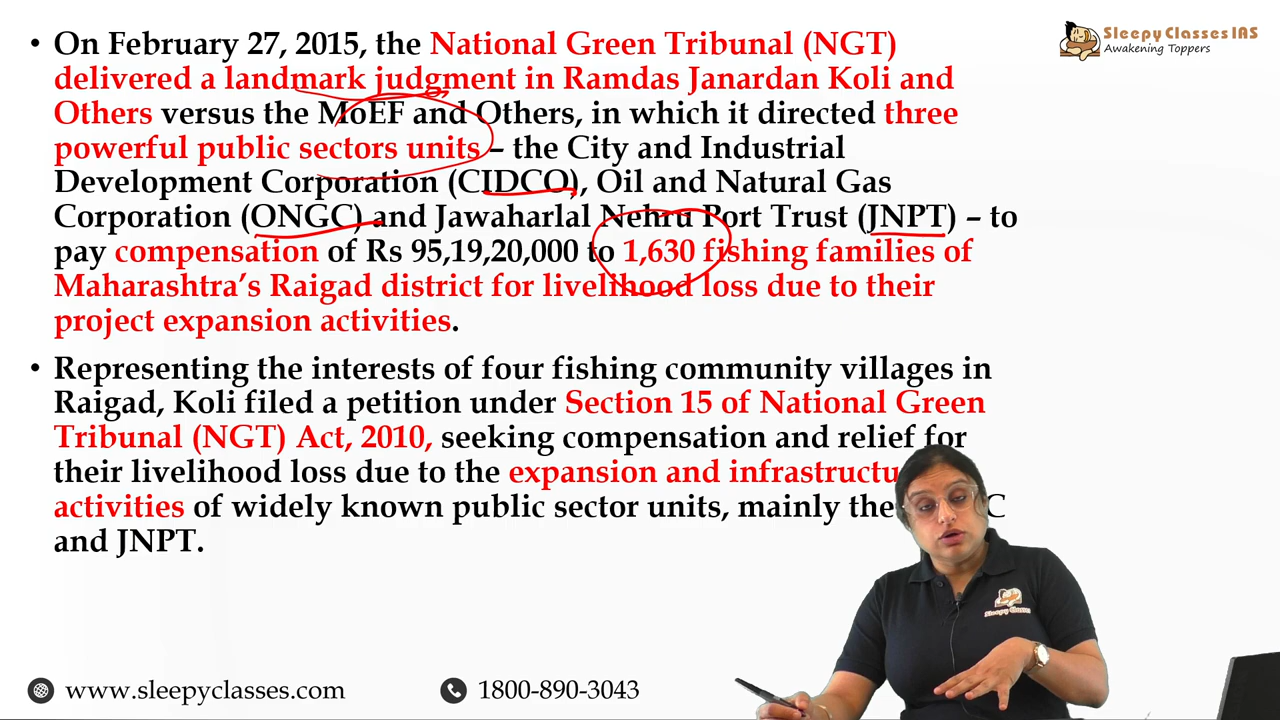 • On February 27, 2015, the National Green Tribunal (NGT)
delivered a landmark judgment in Ramdas Janardan Koli and
Others versus the MoEF and Others, in which it directed three
powerful public sectors units – the City and Industrial
Development Corporation (CIDCO), Oil and Natural Gas
Corporation (ONGC) and Jawaharlal Nehru Port Trust (JNPT) – to
pay compensation of Rs 95,19,20,000 to 1,630 fishing families of
Maharashtra's Raigad district for livelihood loss due to their
project expansion activities.
• Representing the interests of four fishing community villages in
Raigad, Koli filed a petition under Section 15 of National Green
Tribunal (NGT) Act, 2010, seeking compensation and relief for
their livelihood loss due to the expansion and
activities of widely known public sector units, mainly the
and JNPT.
Sleepy Classes IAS
Awakening Toppers
Sleepy Classes
www.sleepyclasses.com
1800-890-3043